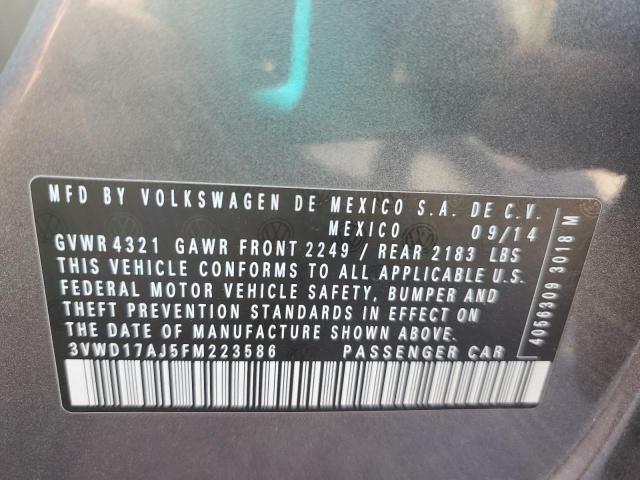 MFD BY VOLKSWAGEN DE MEXICO S.A. DE C.V.
MEXICO 09/14
GVWR 4321 GAWR FRONT 2249 / REAR 2183 LBS
THIS VEHICLE CONFORMS TO ALL APPLICABLE U.S.
FEDERAL MOTOR VEHICLE SAFETY, BUMPER AND
THEFT PREVENTION STANDARDS IN EFFECT ON
THE DATE OF MANUFACTURE SHOWN ABOVE.
3VWD17AJ5FM223586 PASSENGER CAR
4056309 3018 M